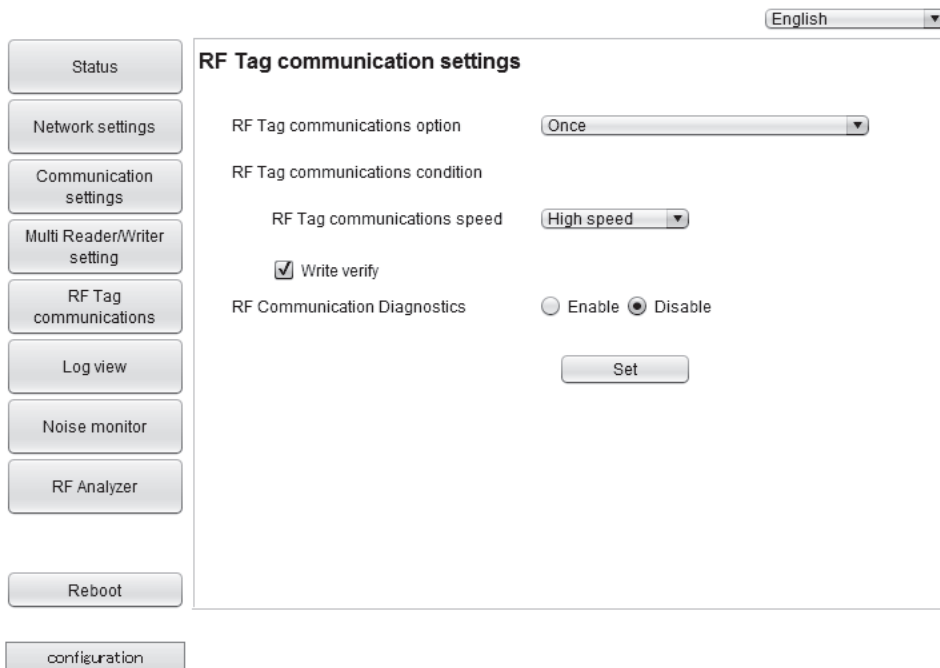 English
Status
Network settings
Communication
settings
Multi Reader/Writer
setting
RF Tag
communications
Log view
Noise monitor
RF Analyzer
Reboot
configuration
RF Tag communication settings
RF Tag communications option Once
RF Tag communications condition
RF Tag communications speed High speed
Write verify
RF Communication Diagnostics Enable Disable
Set